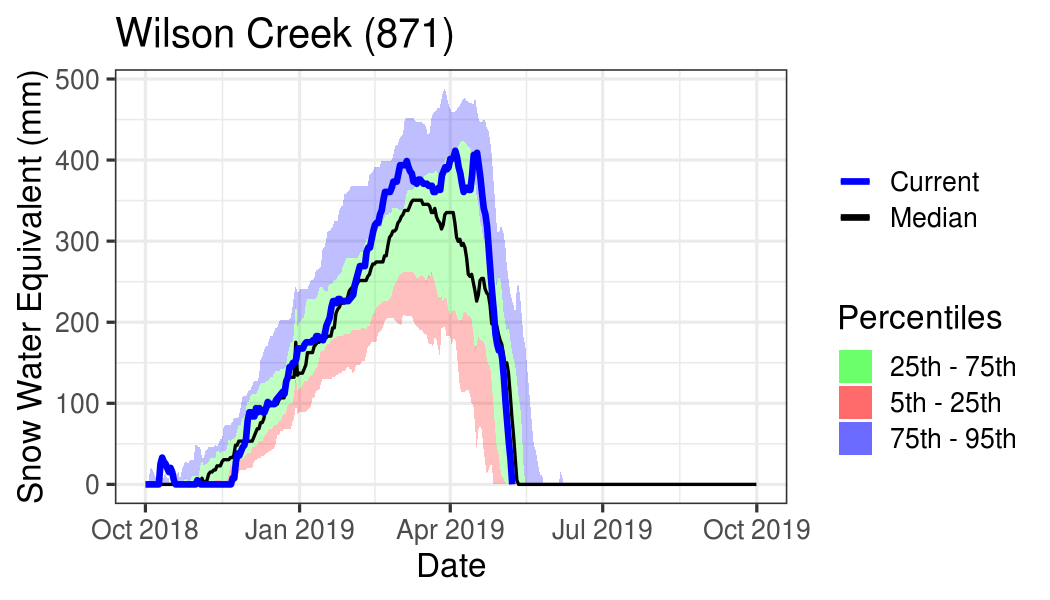 Wilson Creek (871)
Snow Water Equivalent (mm)
500
400
300
200
100
0
Oct 2018
Jan 2019
Apr 2019
Jul 2019
Oct 2019
Date
Current
Median
Percentiles
25th - 75th
5th - 25th
75th - 95th